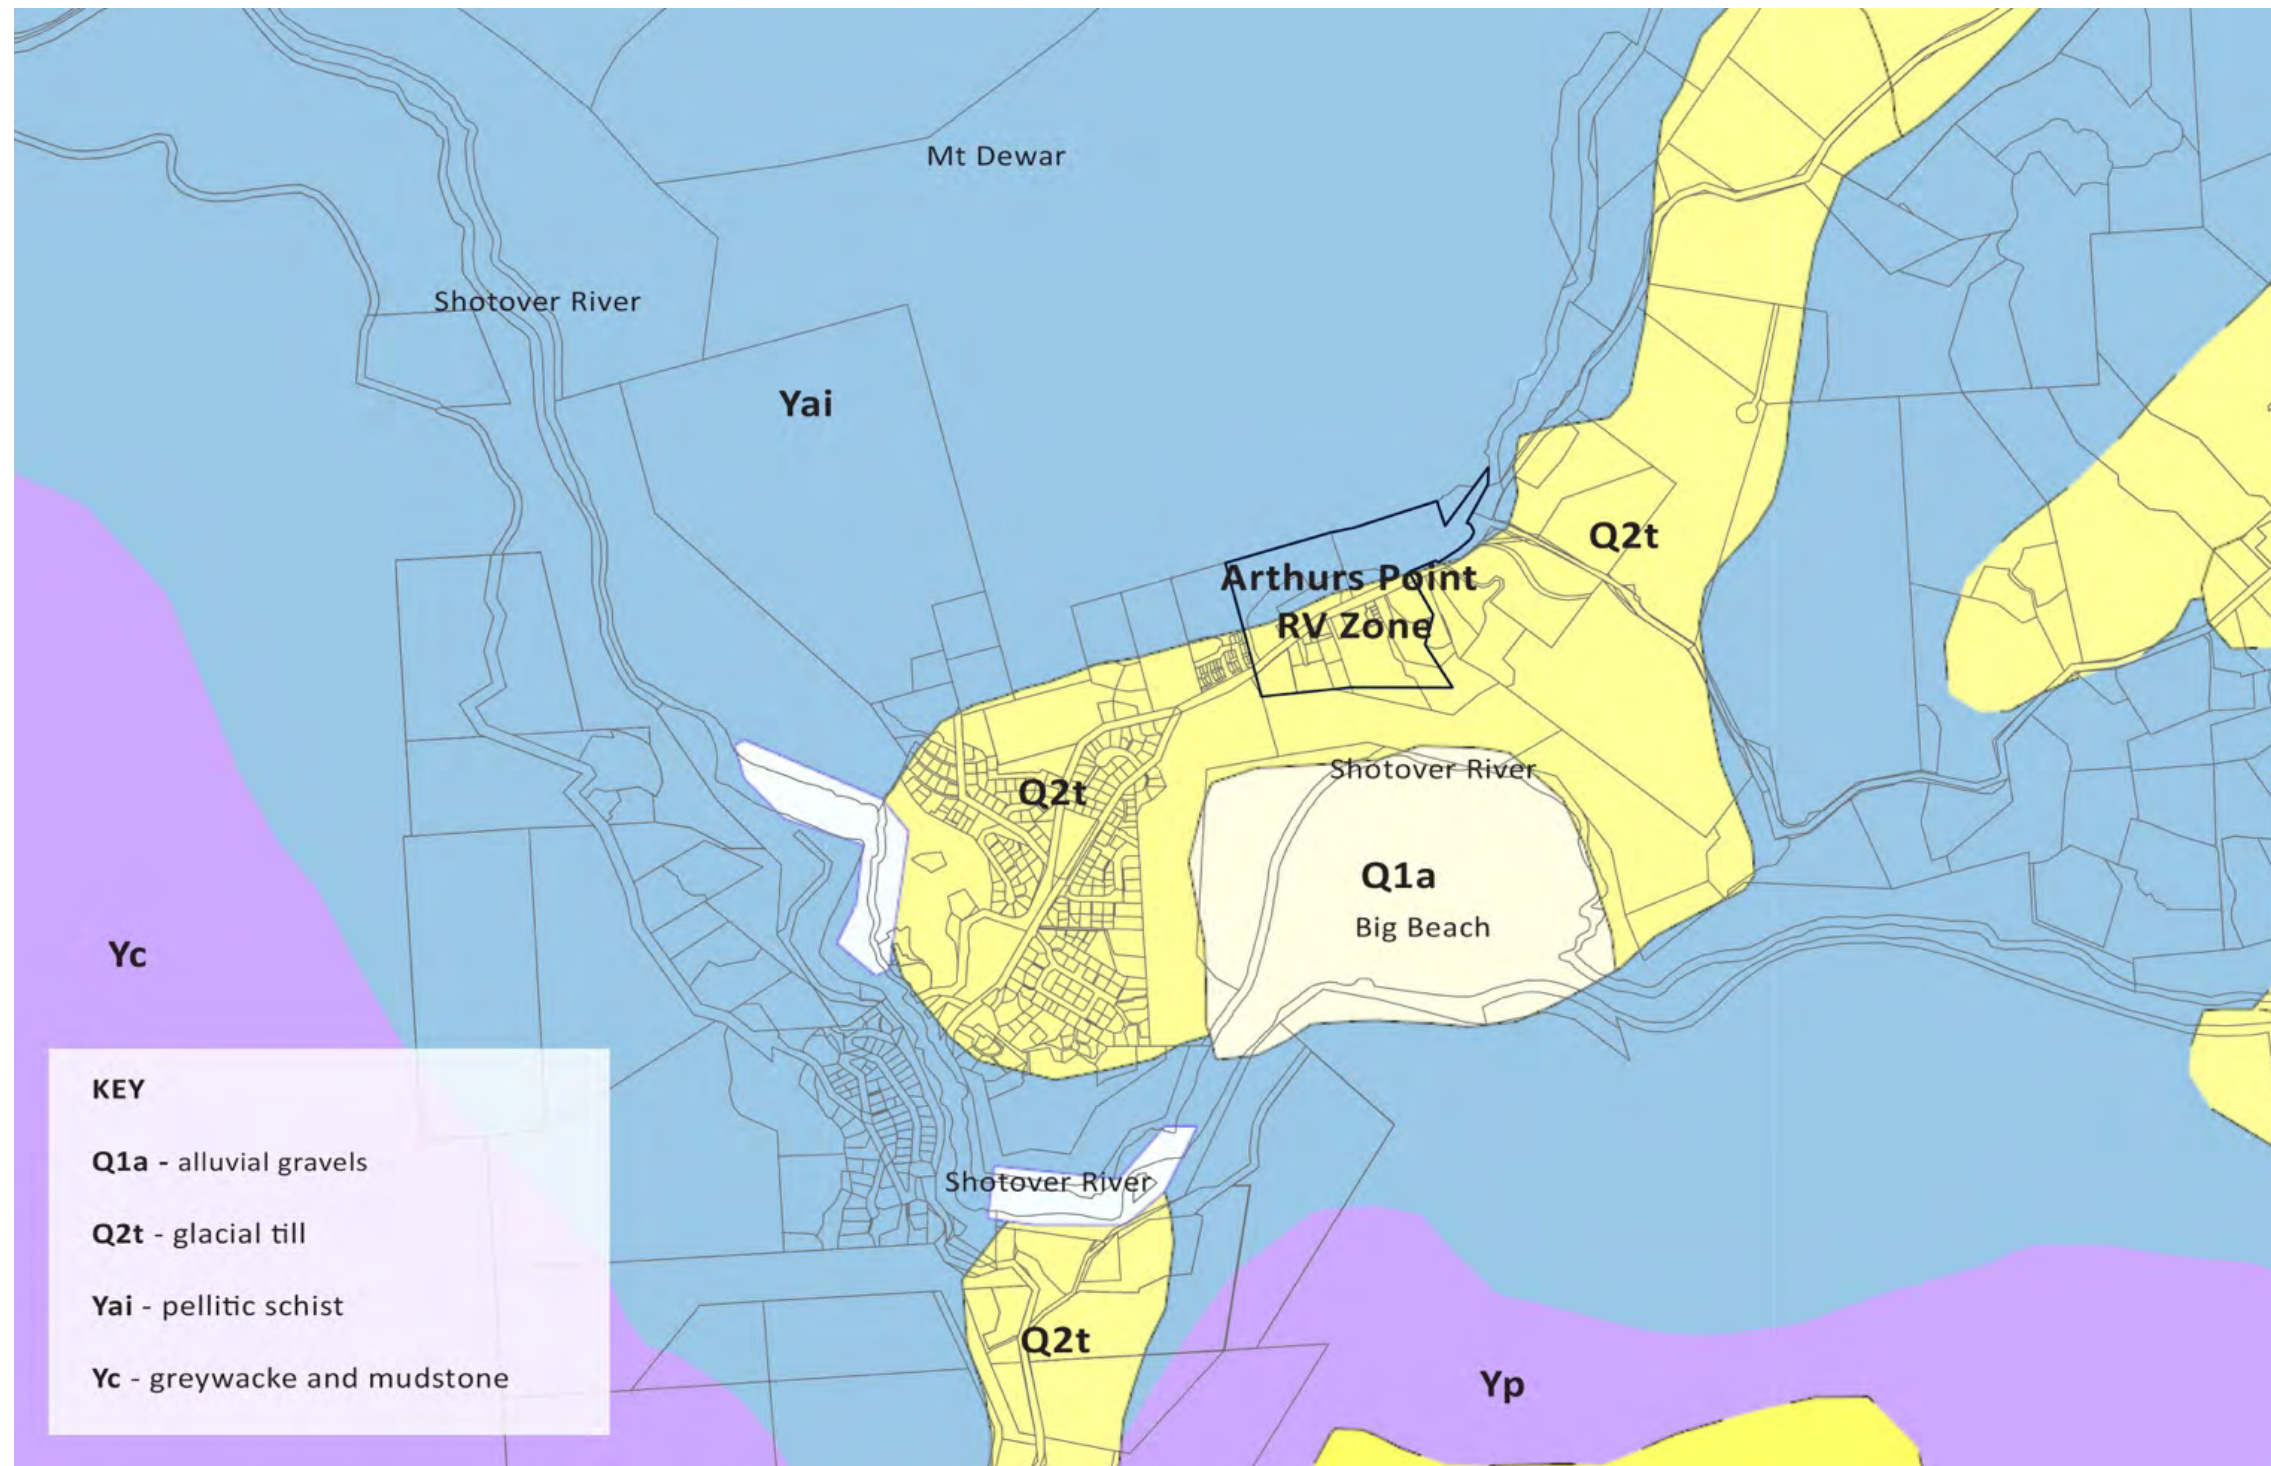 Mt Dewar
Shotover River
Yai
Q2t
Arthurs Point
RV Zone
Shotover River
Q2t
Q1a
Big Beach
Yc
KEY
Q1a - alluvial gravels
Q2t - glacial till
Yai - pellitic schist
Yc - greywacke and mudstone
Shotover River
Q2t
Yp